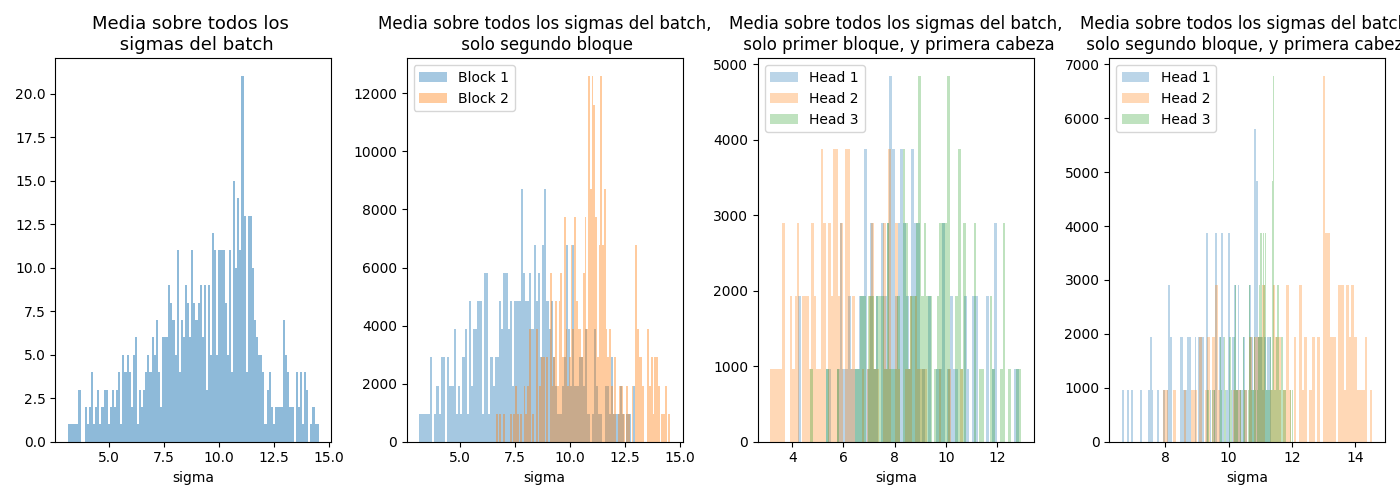 Media sobre todos los
sigmas del batch
20.0
17.5
15.0
12.5
10.0
7.5
5.0
2.5
0.0
5.0 7.5 10.0 12.5 15.0
sigma
Media sobre todos los sigmas del batch,
solo segundo bloque
Block 1
Block 2
12000
10000
8000
6000
4000
2000
0
5.0 7.5 10.0 12.5 15.0
sigma
Media sobre todos los sigmas del batch,
solo primer bloque, y primera cabeza
Head 1
Head 2
Head 3
5000
4000
3000
2000
1000
0
4 6 8 10 12
sigma
Media sobre todos los sigmas del batch
solo segundo bloque, y primera cabeza
Head 1
Head 2
Head 3
7000
6000
5000
4000
3000
2000
1000
0
8 10 12 14
sigma